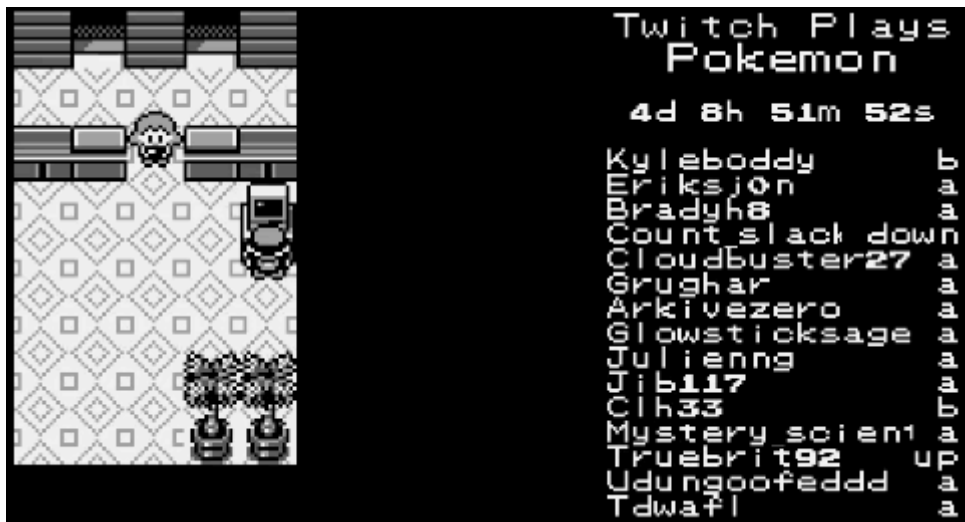 Twitch Plays
Pokemon
4d 8h 51m 52s
Kyleboddy b
Eriksj0n a
Bradyh8 a
Count_slack down
Cloudbuster27 a
Grughar a
Arkivezero a
Glowsticksage a
Julienng a
Jib117 a
Clh33 b
Mystery_scient a
Truebrit92 up
Udungoofeddd a
Tdwafl a